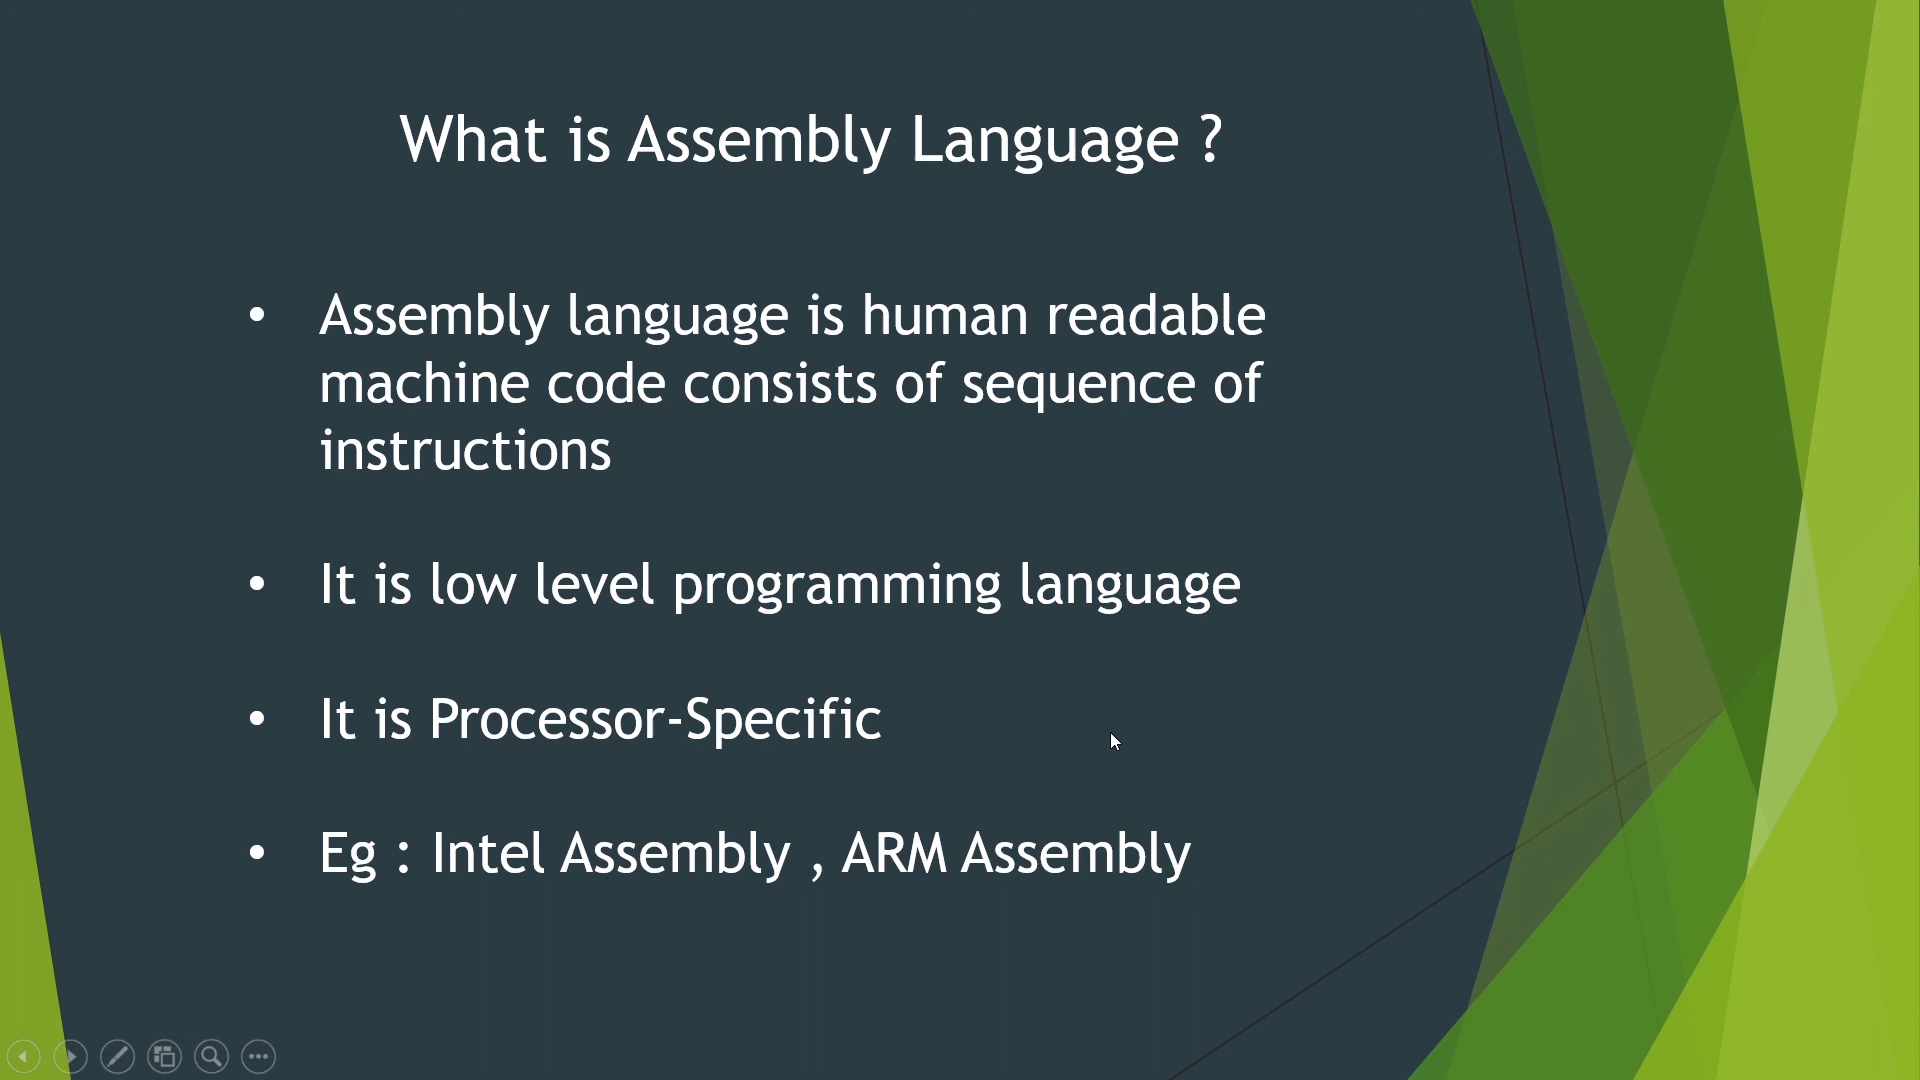 What is Assembly Language ?
• Assembly language is human readable
machine code consists of sequence of
instructions
• It is low level programming language
• It is Processor-Specific
• Eg : Intel Assembly , ARM Assembly